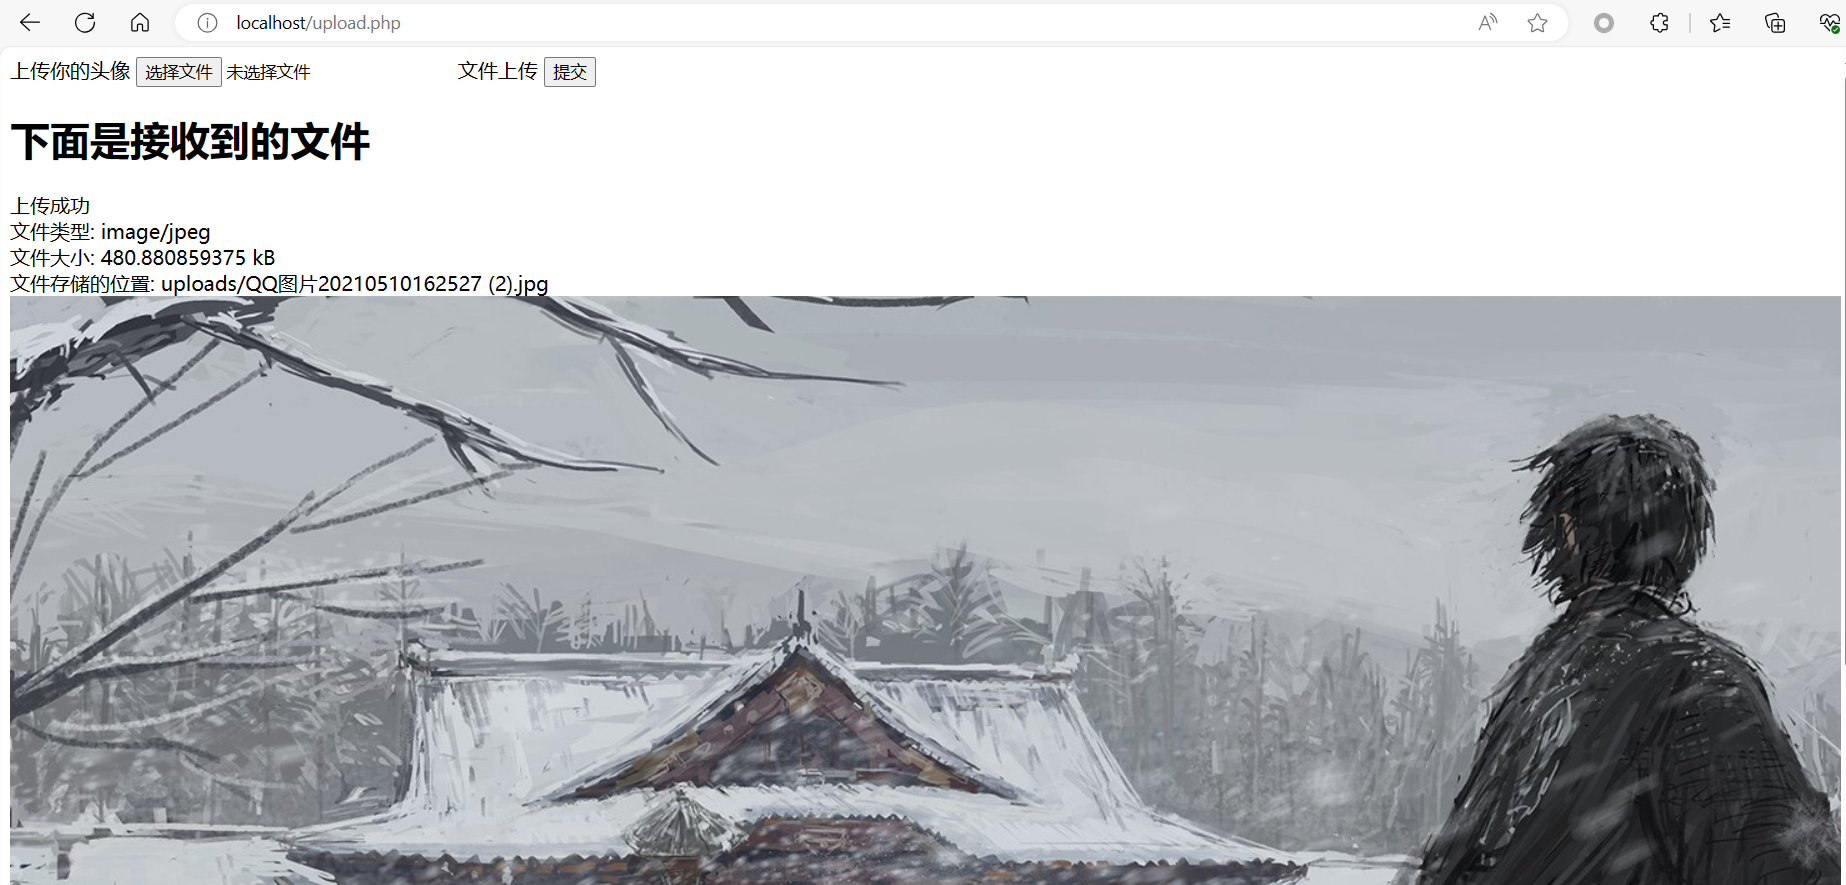 localhost/upload.php
上传你的头像 选择文件 未选择文件 文件上传 提交
下面是接收到的文件
上传成功
文件类型: image/jpeg
文件大小: 480.880859375 kB
文件存储的位置: uploads/QQ图片20210510162527 (2).jpg